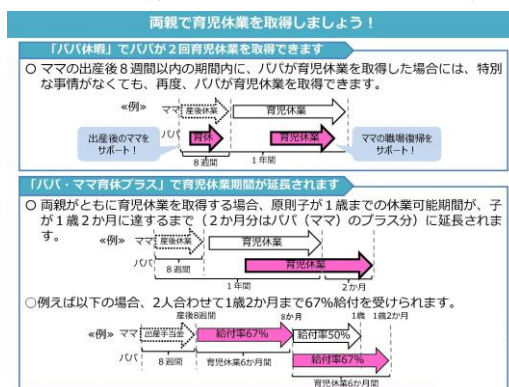 両親で育児休業を取得しましょう！
「パパ休暇」でパパが２回育児休業を取得できます
○ ママの出産後８週間以内の期間内に、パパが育児休業を取得した場合には、特別
な事情がなくても、再度、パパが育児休業を取得できます。
≪例≫ ママ 産後休業 育児休業
出産後のママを
サポート！
パパ 育休 育児休業
ママの職場復帰を
サポート！
８週間 １年間
「パパ・ママ育休プラス」で育児休業期間が延長されます
○ 両親がともに育児休業を取得する場合、原則子が１歳までの休業可能期間が、子
が１歳２か月に達するまで（２か月分はパパ（ママ）のプラス分）に延長されま
す。
≪例≫ ママ 産後休業 育児休業
パパ ８週間 育児休業
１年間 ２か月
○例えば以下の場合、2人合わせて1歳2か月まで67%給付を受けられます。
産後8週間 8か月 1歳 1歳2か月
≪例≫ ママ 出産手当金 給付率67% 給付率50%
パパ ８週間 育児休業6か月間 給付率67%
育児休業6か月間